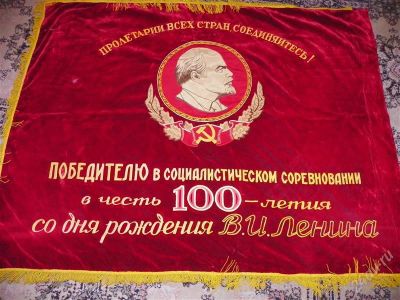 ПРОЛЕТАРИИ ВСЕХ СТРАН, СОЕДИНЯЙТЕСЬ!
ПОБЕДИТЕЛЮ В СОЦИАЛИСТИЧЕСКОМ СОРЕВНОВАНИИ
в честь 100-летия
со дня рождения В.И.Ленина